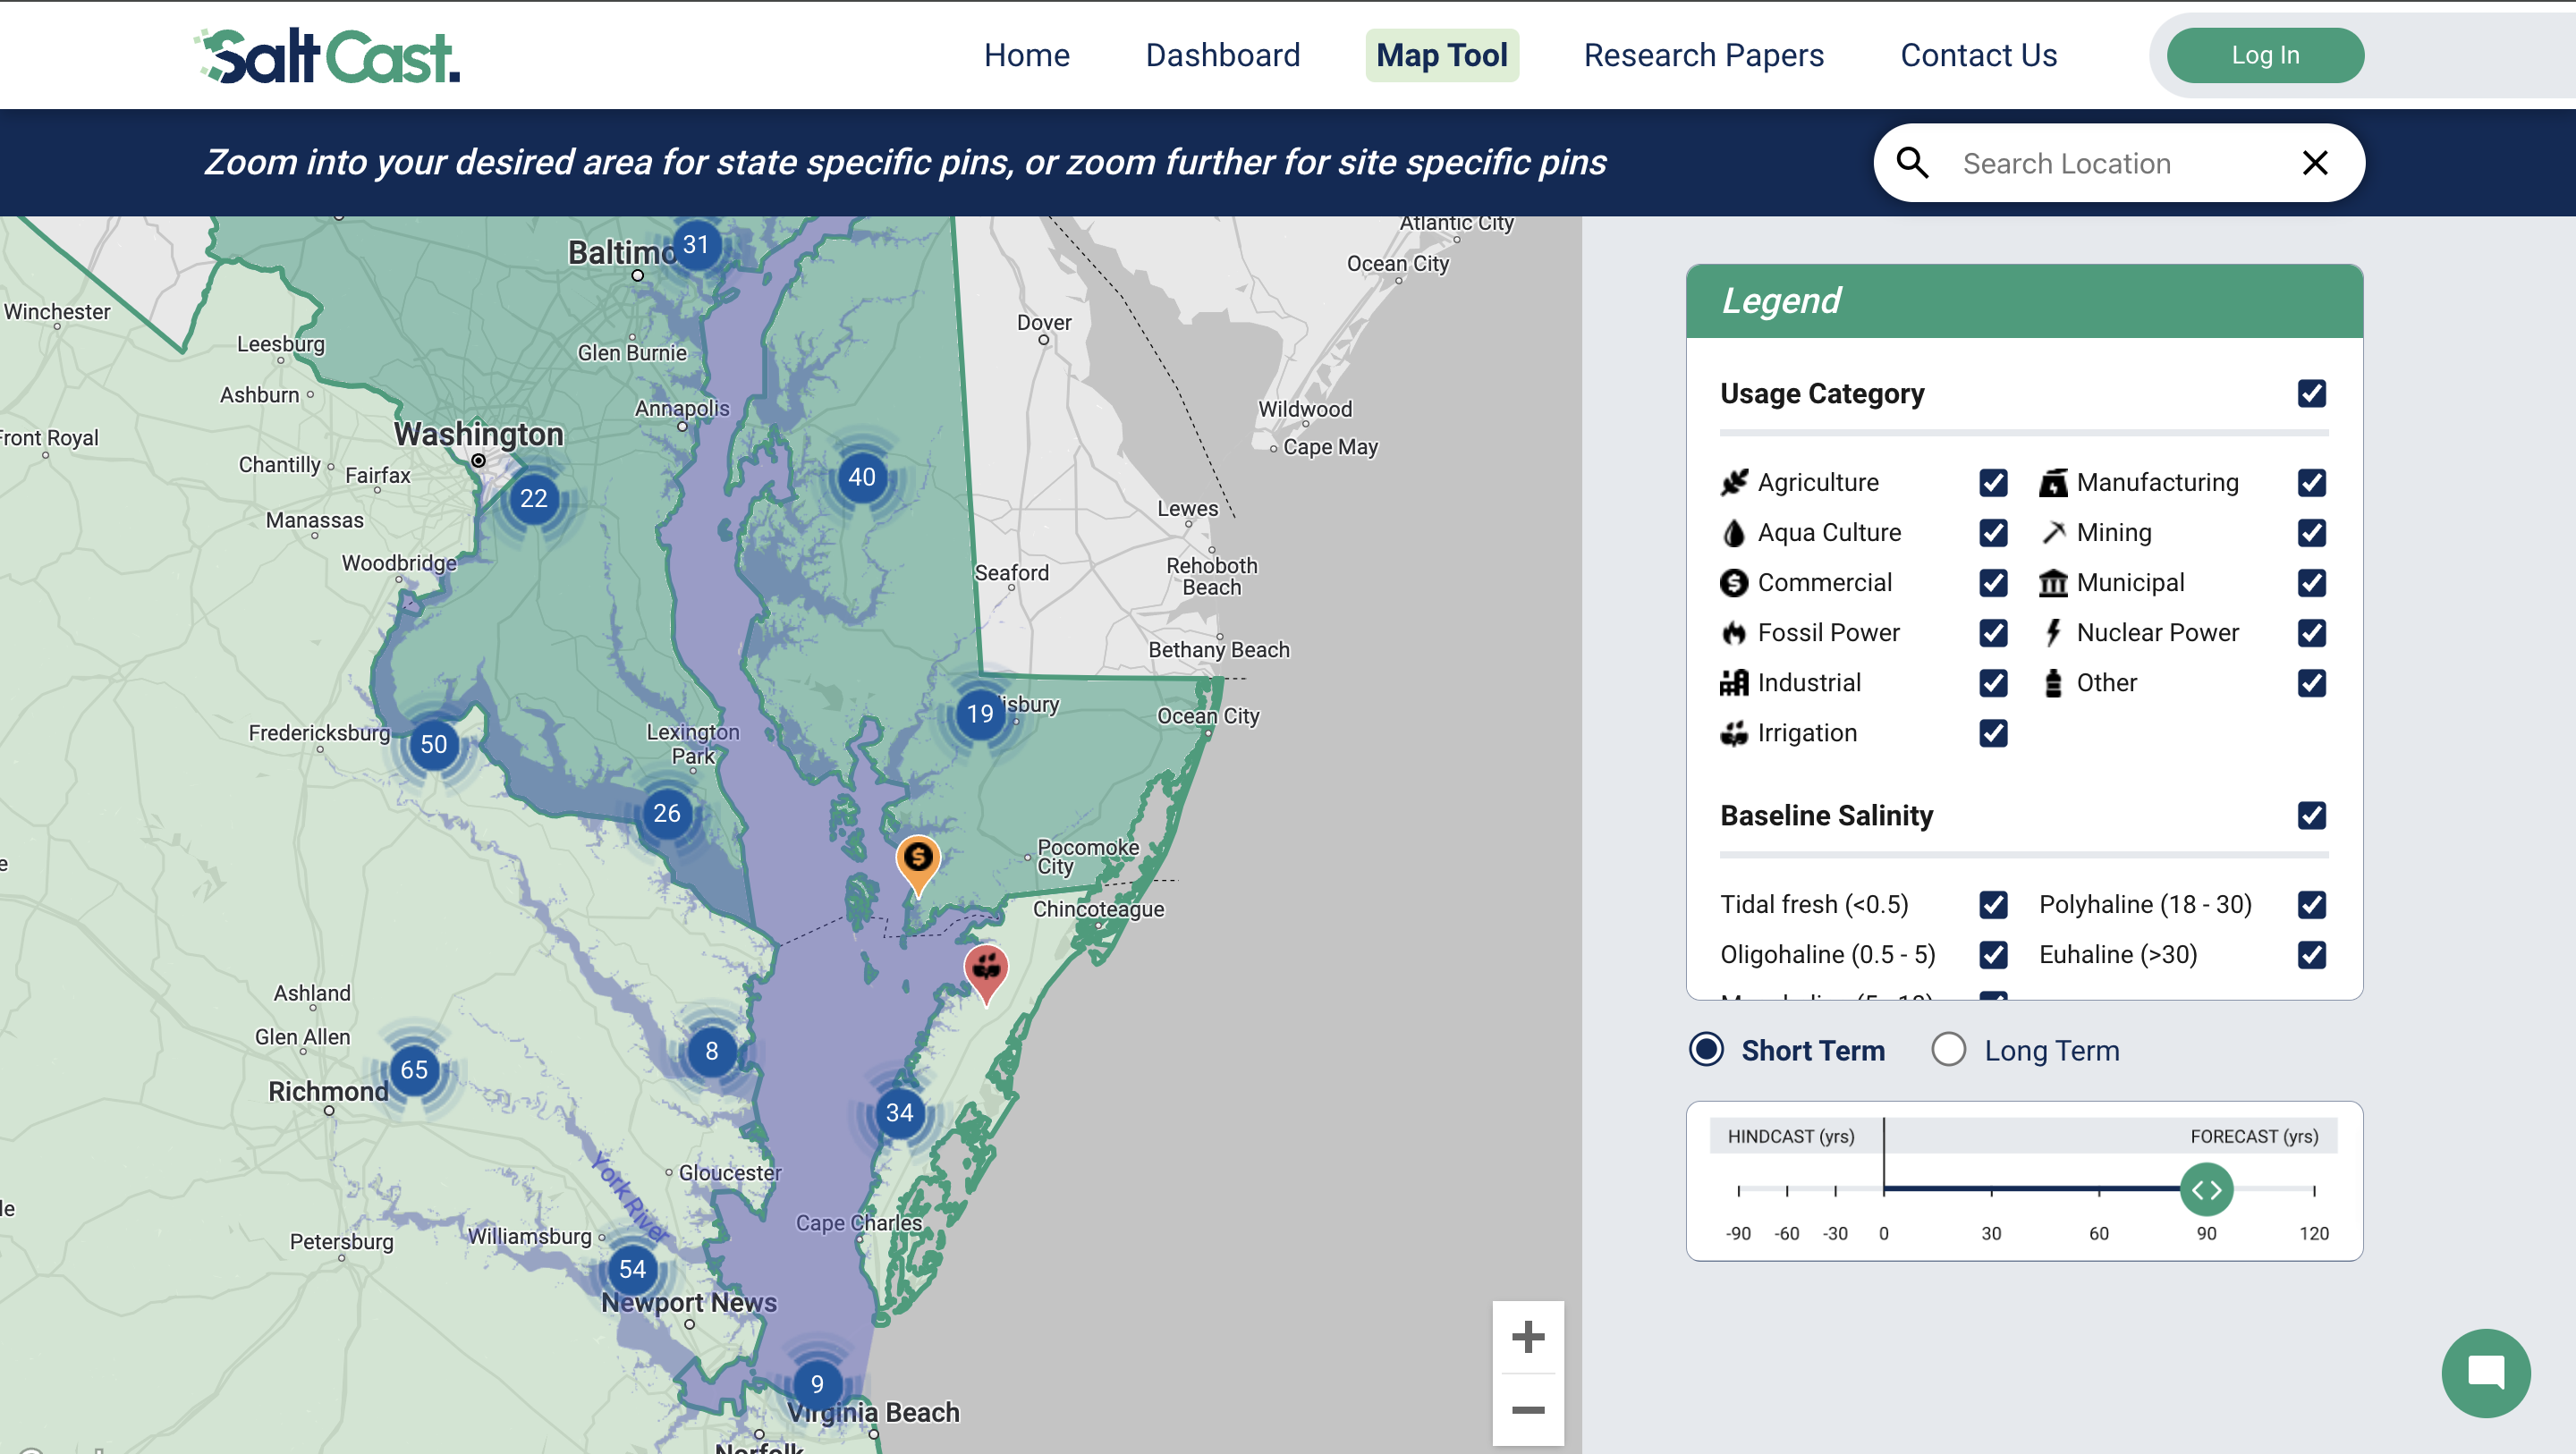 Salt Cast.
Home
Dashboard
Map Tool
Research Papers
Contact Us
Log In
Zoom into your desired area for state specific pins, or zoom further for site specific pins
Search Location
Atlantic City
Ocean City
Baltimo
31
Winchester
Dover
Leesburg
Glen Burnie
Ashburn
Annapolis
Wildwood
Cape May
Front Royal
Washington
Chantilly
Fairfax
22
40
Manassas
Lewes
Woodbridge
Seaford
Rehoboth
Beach
Bethany Beach
19
isbury
Ocean City
Fredericksburg
50
Lexington
Park
26
Pocomoke
City
Chincoteague
Ashland
Glen Allen
65
Richmond
8
34
York River
Gloucester
Cape Charles
Williamsburg
Petersburg
54
Newport News
9
Virginia Beach
Norfolk
Legend
Usage Category
Agriculture
Manufacturing
Aqua Culture
Mining
Commercial
Municipal
Fossil Power
Nuclear Power
Industrial
Other
Irrigation
Baseline Salinity
Tidal fresh (<0.5)
Polyhaline (18 - 30)
Oligohaline (0.5 - 5)
Euhaline (>30)
Short Term
Long Term
HINDCAST (yrs)
FORECAST (yrs)
-90 -60 -30 0 30 60 90 120